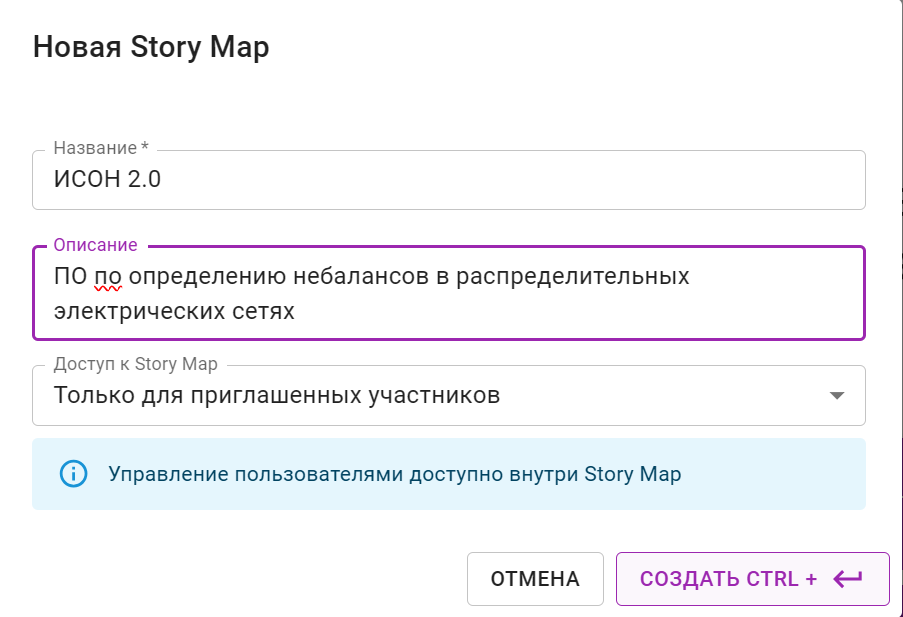 Новая Story Map
Название *
ИСОН 2.0
Описание
ПО по определению небалансов в распределительных
электрических сетях
Доступ к Story Map
Только для приглашенных участников
Управление пользователями доступно внутри Story Map
ОТМЕНА
СОЗДАТЬ CTRL +